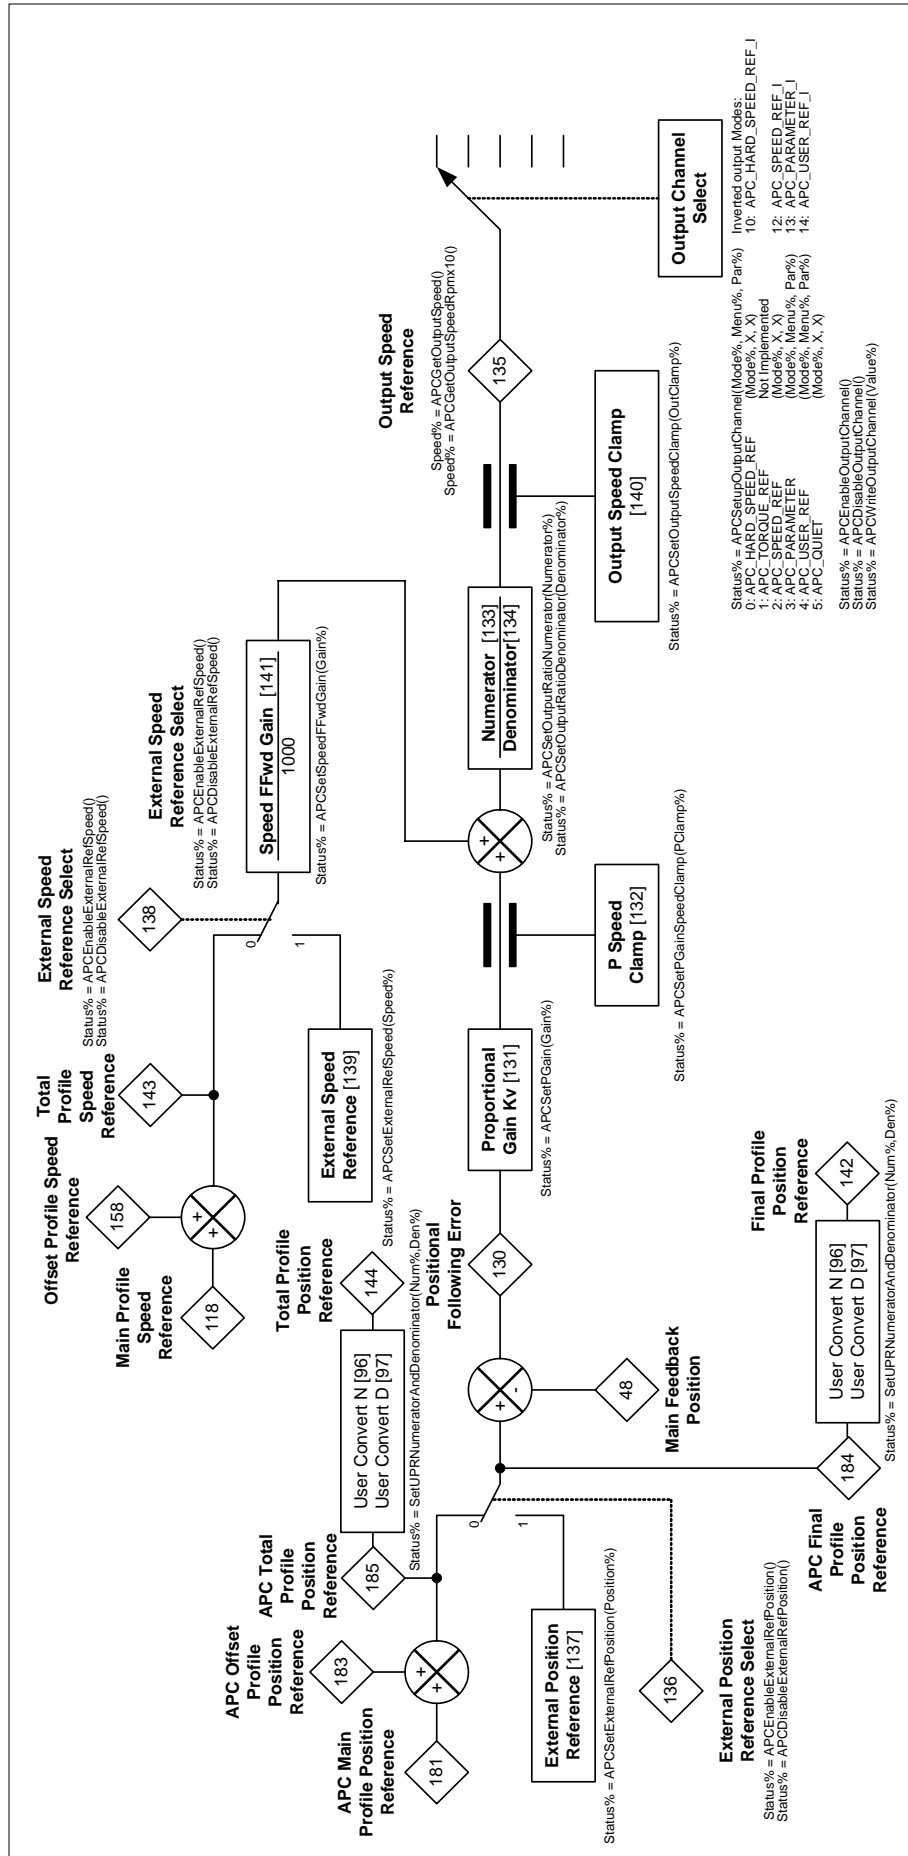 APC Main
Profile Position
Reference
181
APC Offset
Profile
Position
Reference
183
+
+
APC Total
Profile
Position
Reference
185
User Convert N [96]
User Convert D [97]
Status% = SetUPRNumeratorAndDenominator(Num%,Den%)
Total Profile
Position
Reference
144
External Position
Reference [137]
Status% = APCSetExternalRefPosition(Position%)
0
1
136
External Position
Reference Select
Status% = APCEnableExternalRefPosition()
Status% = APCDisableExternalRefPosition()
APC Final
Profile
Position
Reference
184
User Convert N [96]
User Convert D [97]
Status% = SetUPRNumeratorAndDenominator(Num%,Den%)
Final Profile
Position
Reference
142
+
-
48
Main Feedback
Position
Positional
Following Error
130
Proportional
Gain Kv [131]
Status% = APCSetPGain(Gain%)
P Speed
Clamp [132]
Status% = APCSetPGainSpeedClamp(PClamp%)
Main Profile
Speed
Reference
118
Offset Profile Speed
Reference
158
+
+
Total
Profile
Speed
Reference
143
External Speed
Reference [139]
Status% = APCSetExternalRefSpeed(Speed%)
External Speed
Reference Select
Status% = APCEnableExternalRefSpeed()
Status% = APCDisableExternalRefSpeed()
138
0
1
External Speed
Reference Select
Status% = APCEnableExternalRefSpeed()
Status% = APCDisableExternalRefSpeed()
Speed FFwd Gain [141]
1000
Status% = APCSetSpeedFFwdGain(Gain%)
+
+
Numerator [133]
Denominator[134]
Status% = APCSetOutputRatioNumerator(Numerator%)
Status% = APCSetOutputRatioDenominator(Denominator%)
Output Speed Clamp
[140]
Status% = APCSetOutputSpeedClamp(OutClamp%)
Output Speed
Reference
Speed% = APCGetOutputSpeed()
Speed% = APCGetOutputSpeedRpmx10()
135
Output Channel
Select
Status% = APCSetupOutputChannel(Mode%, Menu%, Par%)
0: APC_HARD_SPEED_REF (Mode%, X, X)
1: APC_TORQUE_REF Not Implemented
2: APC_SPEED_REF (Mode%, X, X)
3: APC_PARAMETER (Mode%, Menu%, Par%)
4: APC_USER_REF (Mode%, Menu%, Par%)
5: APC_QUIET (Mode%, X, X)
Status% = APCEnableOutputChannel()
Status% = APCDisableOutputChannel()
Status% = APCWriteOutputChannel(Value%)
Inverted output Modes:
10: APC_HARD_SPEED_REF_I
12: APC_SPEED_REF_I
13: APC_PARAMETER_I
14: APC_USER_REF_I